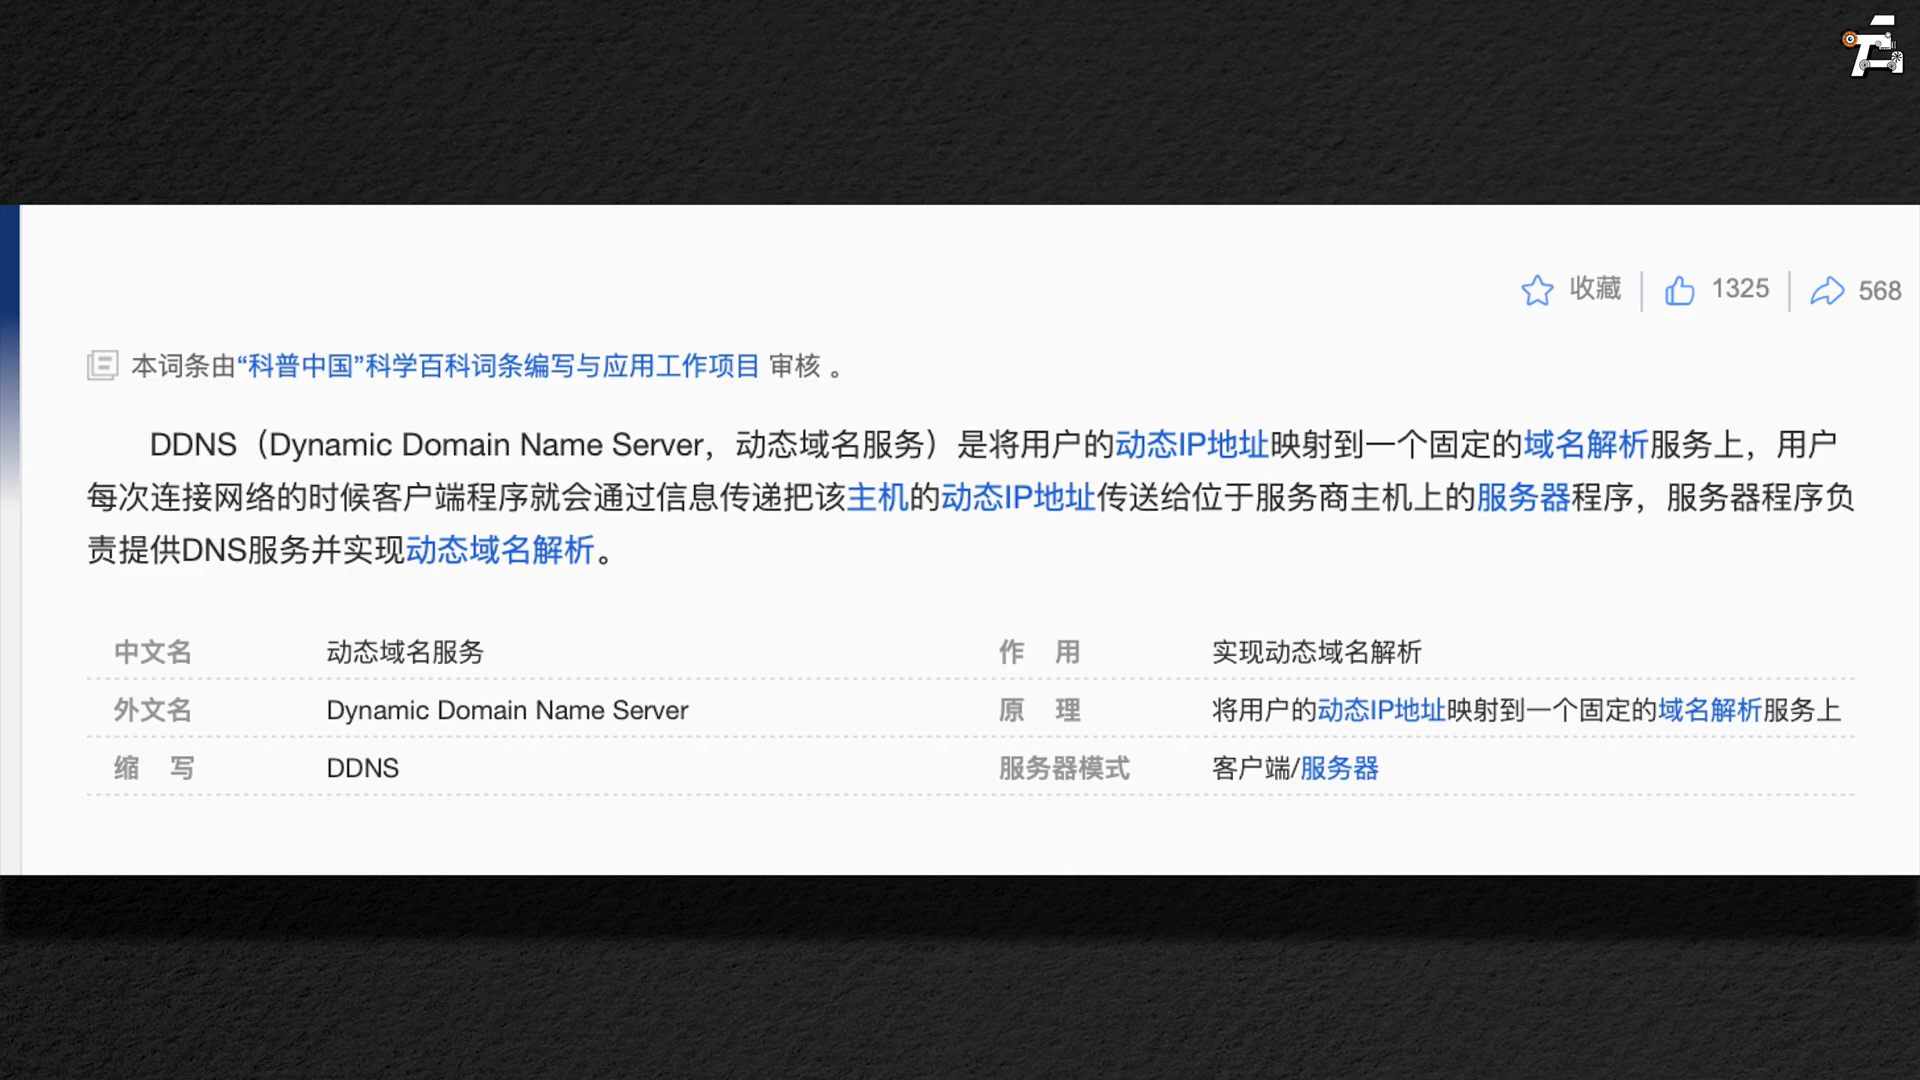 收藏 1325 568
本词条由“科普中国”科学百科词条编写与应用工作项目 审核 。
DDNS（Dynamic Domain Name Server，动态域名服务）是将用户的动态IP地址映射到一个固定的域名解析服务上，用户
每次连接网络的时候客户端程序就会通过信息传递把该主机的动态IP地址传送给位于服务商主机上的服务器程序，服务器程序负
责提供DNS服务并实现动态域名解析。
中文名 动态域名服务 作 用 实现动态域名解析
外文名 Dynamic Domain Name Server 原 理 将用户的动态IP地址映射到一个固定的域名解析服务上
缩 写 DDNS 服务器模式 客户端/服务器